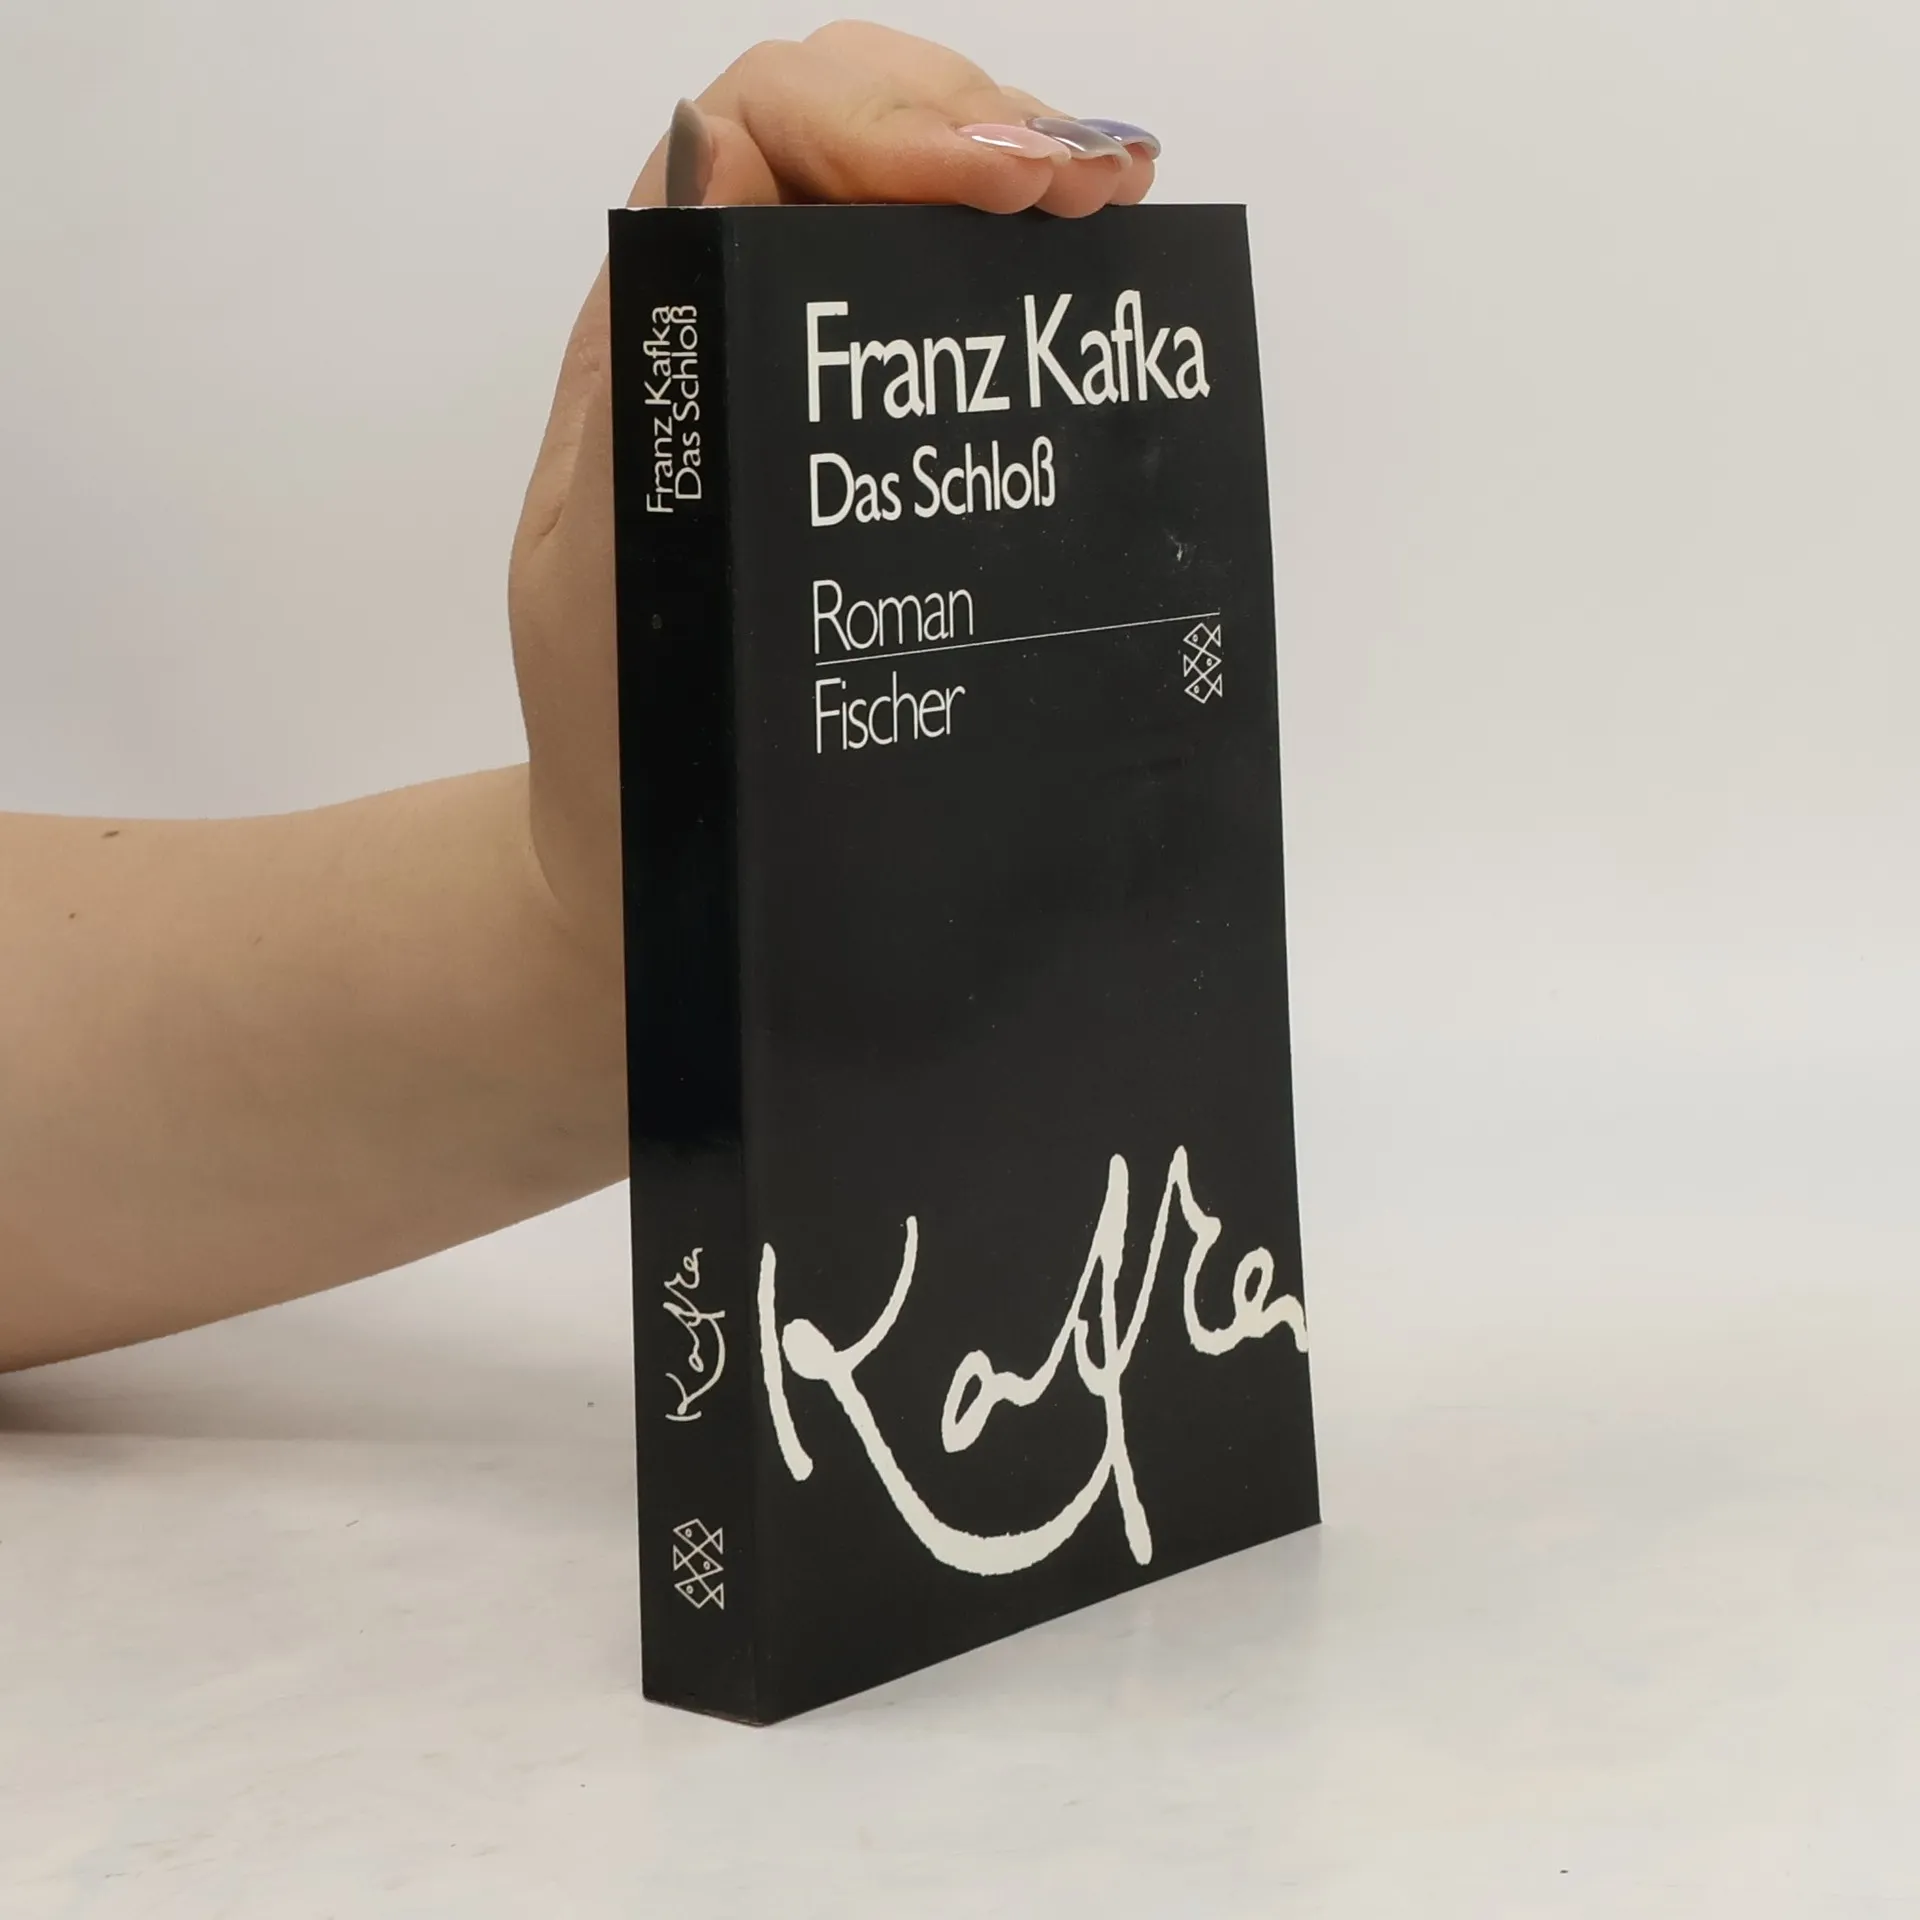 Franz Kafka
Das Schloß
Franz Kafka
Das Schloß
Roman
Fischer
Kafka
Kafka